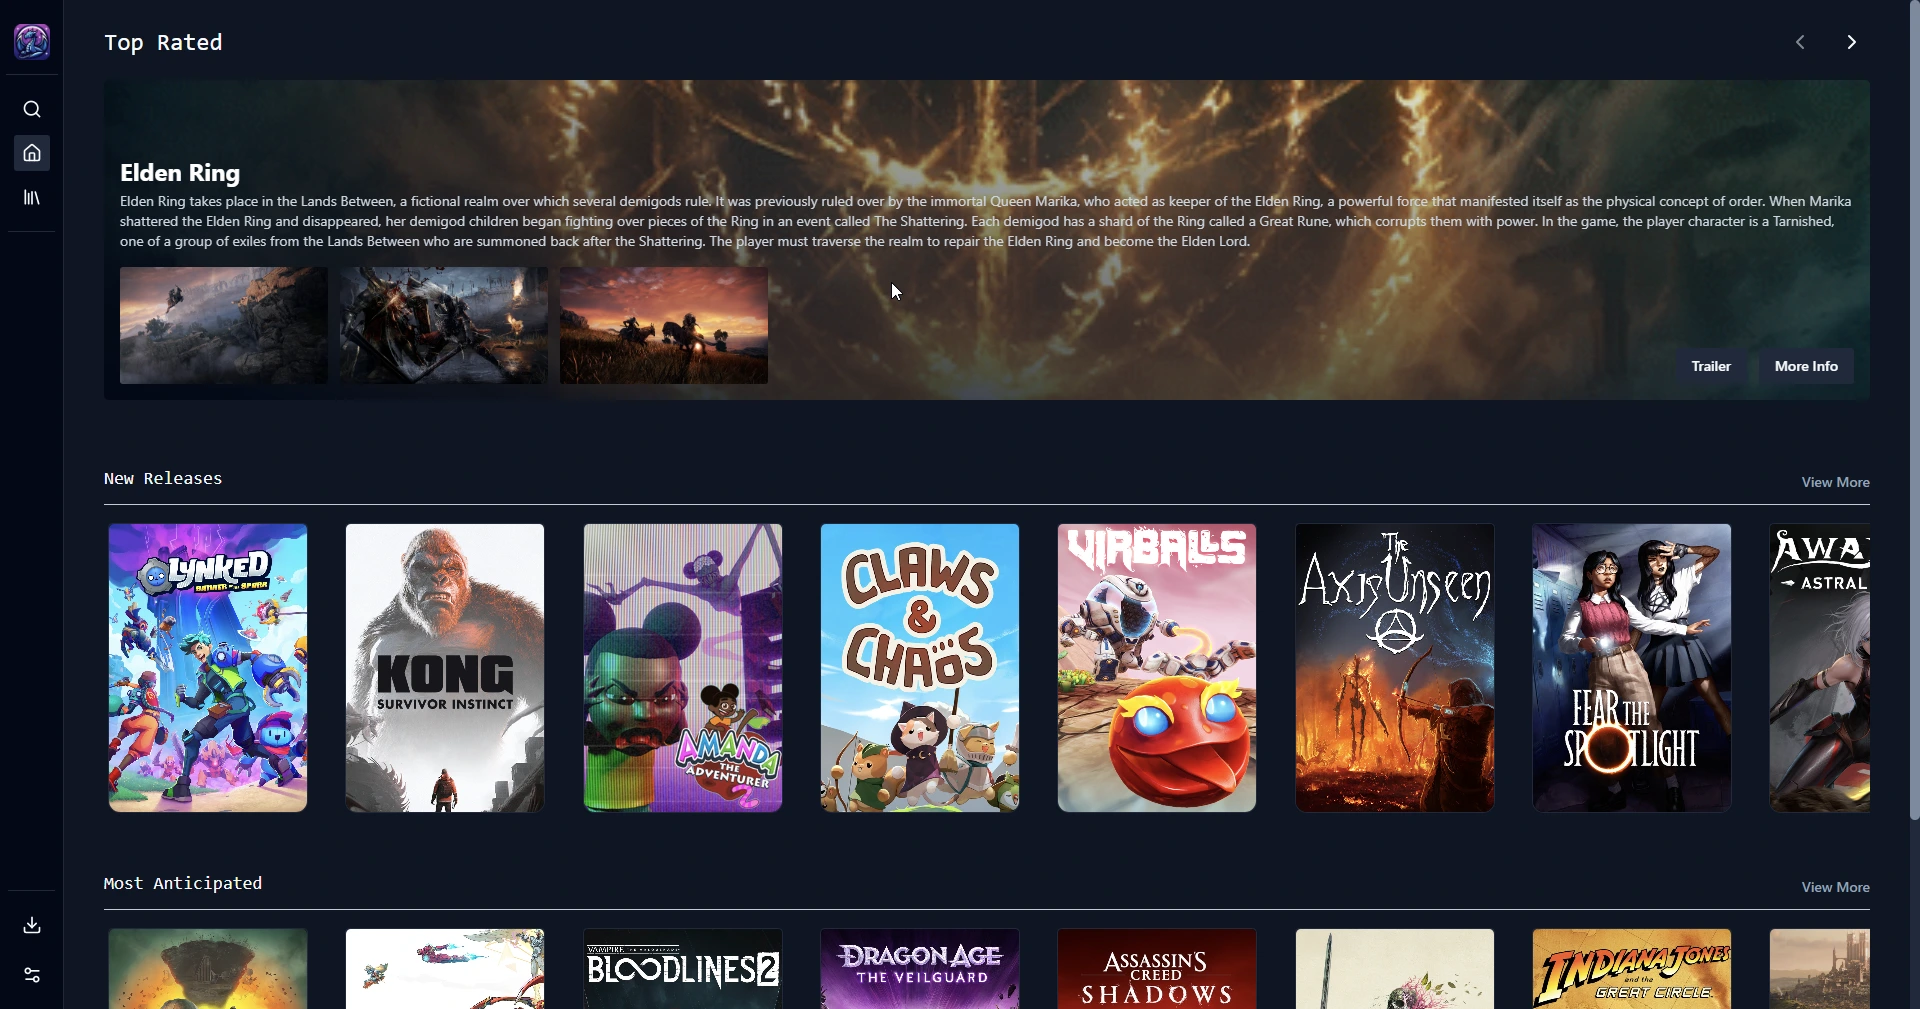 Top Rated
Elden Ring
Elden Ring takes place in the Lands Between, a fictional realm over which several demigods rule. It was previously ruled over by the immortal Queen Marika, who acted as keeper of the Elden Ring, a powerful force that manifested itself as the physical concept of order. When Marika
shattered the Elden Ring and disappeared, her demigod children began fighting over pieces of the Ring in an event called The Shattering. Each demigod has a shard of the Ring called a Great Rune, which corrupts them with power. In the game, the player character is a Tarnished,
one of a group of exiles from the Lands Between who are summoned back after the Shattering. The player must traverse the realm to repair the Elden Ring and become the Elden Lord.
Trailer
More Info
New Releases
View More
LYNKED
BANNER OF THE SPARK
KONG
SURVIVOR INSTINCT
AMANDA
THE
ADVENTURER
2
CLAWS
&
CHAOS
VIRBALLS
The
Axis Unseen
FEAR THE
SPOTLIGHT
AWA
ASTRAL
Most Anticipated
View More
VAMPIRE THE MASQUERADE
BLOODLINES 2
DRAGON AGE
THE VEILGUARD
ASSASSIN'S
CREED
SHADOWS
INDIANA JONES
and the
GREAT CIRCLE